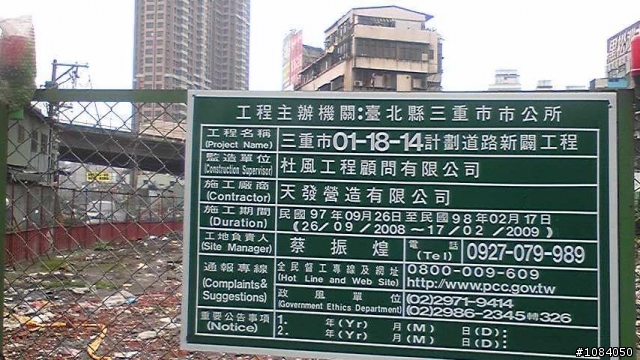 工程主辦機關:臺北縣三重市市公所
工程名稱 (Project Name) 三重市01-18-14計劃道路新闢工程
監造單位 (Construction Supervisor) 杜風工程顧問有限公司
施工廠商 (Contractor) 天發營造有限公司
施工期間 (Duration) 民國97年09月26日至民國98年02月17日
(26/09/2008~17/02/2009)
工地負責人 (Site Manager) 蔡振煌 電話 (Tel) 0927-079-989
通報專線 (Complaints& Suggestions) 全民督工專線及網址 (Hot Line and Web Site) 0800-009-609
http://www.pcc.gov.tw
政風單位 (Government Ethics Department) (02)2971-9414
(02)2986-2345轉326
重要公告事項 (Notice) 1. 年(Yr) 月(M) 日(D):
2. 年(Yr) 月(M) 日(D):
#1084050